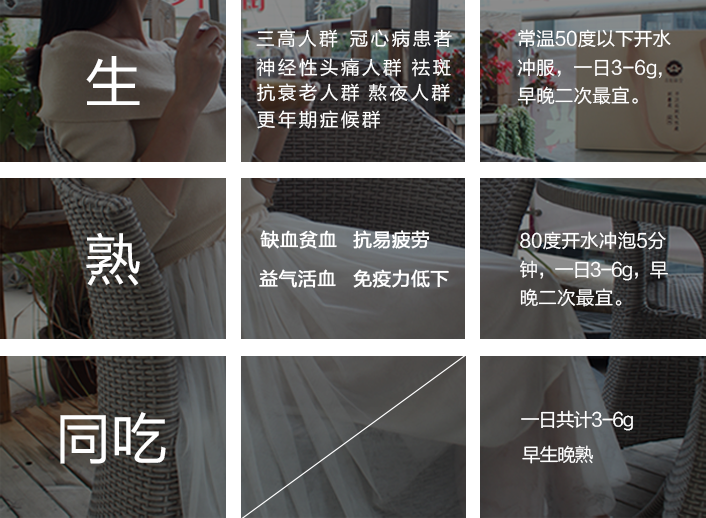 生
三高人群 冠心病患者
神经性头痛人群 祛斑
抗衰老人群 熬夜人群
更年期症候群
常温50度以下开水
冲服，一日3-6g,
早晚二次最宜。
熟
缺血贫血 抗易疲劳
益气活血 免疫力低下
80度开水冲泡5分
钟，一日3-6g，早
晚二次最宜。
同吃
一日共计3-6g
早生晚熟